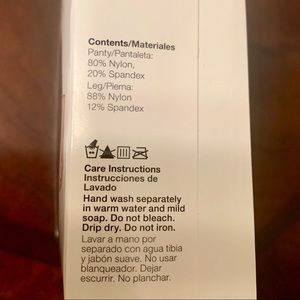 Contents/Materiales
Panty/Pantaleta:
80% Nylon,
20% Spandex
Leg/Pierna:
88% Nylon
12% Spandex
Care Instructions
Instrucciones de
Lavado
Hand wash separately
in warm water and mild
soap. Do not bleach.
Drip dry. Do not iron.
Lavar a mano por
separado con agua tibia
y jabón suave. No usar
blanqueador. Dejar
escurrir. No planchar.